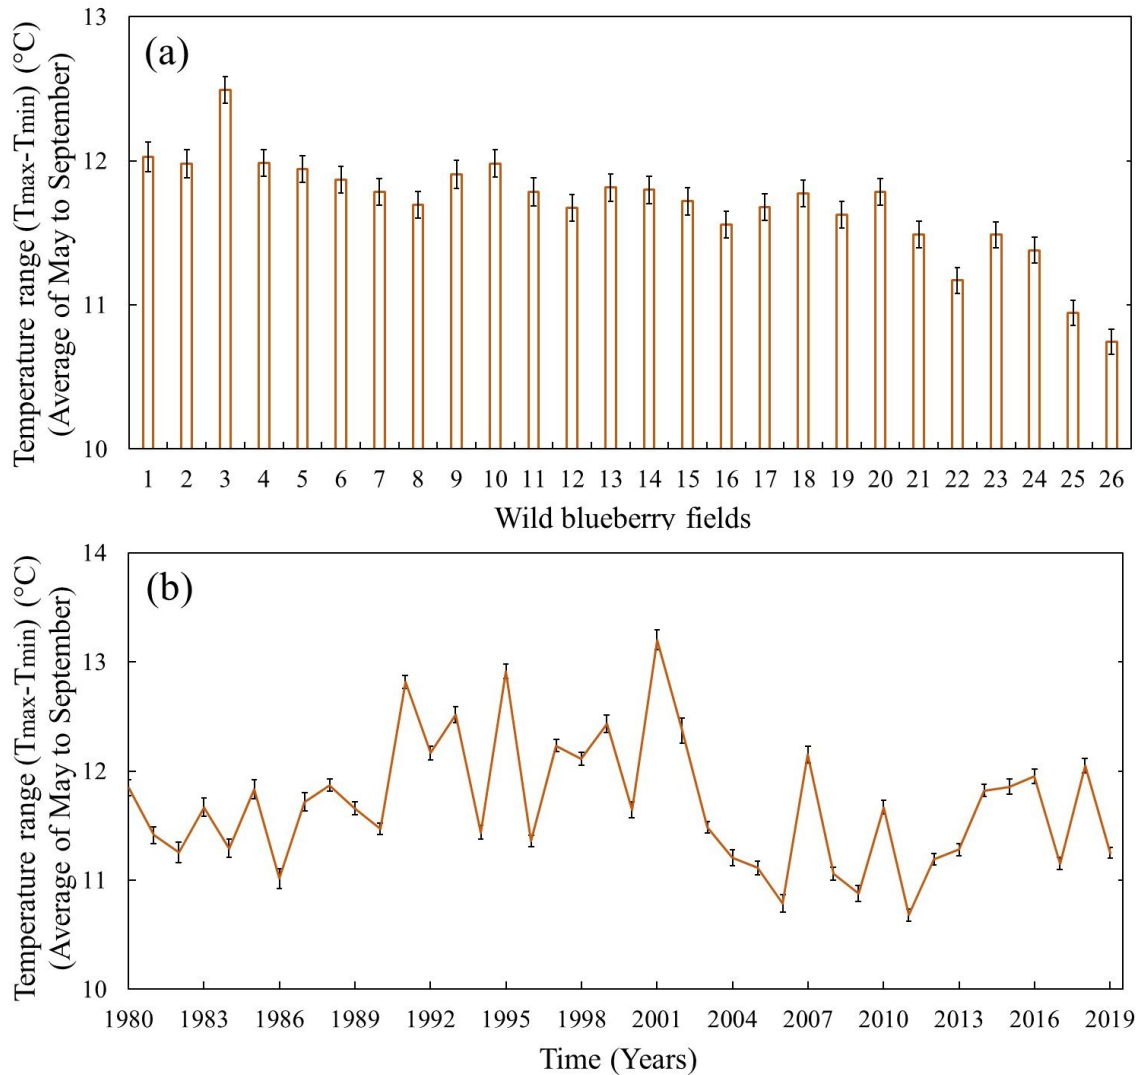 Temperature range (Tmax-Tmin) (°C)
(Average of May to September)
(a)
13
12
11
10
1 2 3 4 5 6 7 8 9 10 11 12 13 14 15 16 17 18 19 20 21 22 23 24 25 26
Wild blueberry fields
Temperature range (Tmax-Tmin) (°C)
(Average of May to September)
(b)
14
13
12
11
10
1980 1983 1986 1989 1992 1995 1998 2001 2004 2007 2010 2013 2016 2019
Time (Years)